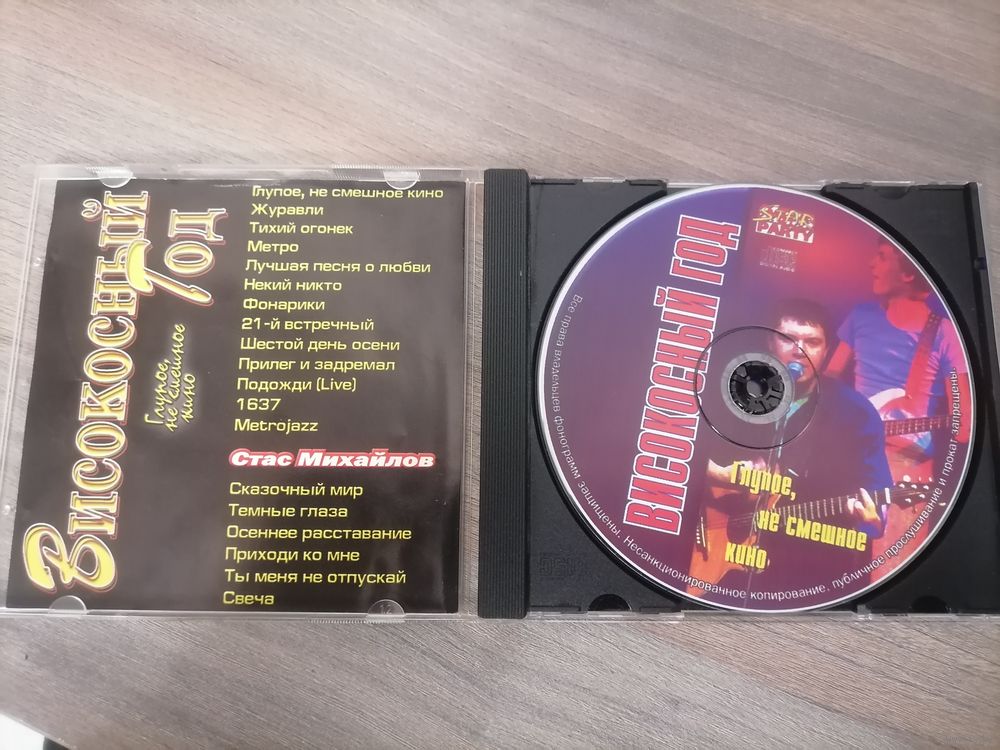 Високосный
Год
Глупое,
не смешное
кино
Глупое, не смешное кино
Журавли
Тихий огонек
Метро
Лучшая песня о любви
Некий никто
Фонарики
21-й встречный
Шестой день осени
Прилег и задремал
Подожди (Live)
1637
Metrojazz
Стас Михайлов
Сказочный мир
Темные глаза
Осеннее расставание
Приходи ко мне
Ты меня не отпускай
Свеча
PARTY
ВИСОКОСНЫЙ ГОД
Глупое,
не смешное
кино
Все права владельцев фонограмм защищены. Несанкционированное копирование, публичное прослушивание и прокат запрещены.